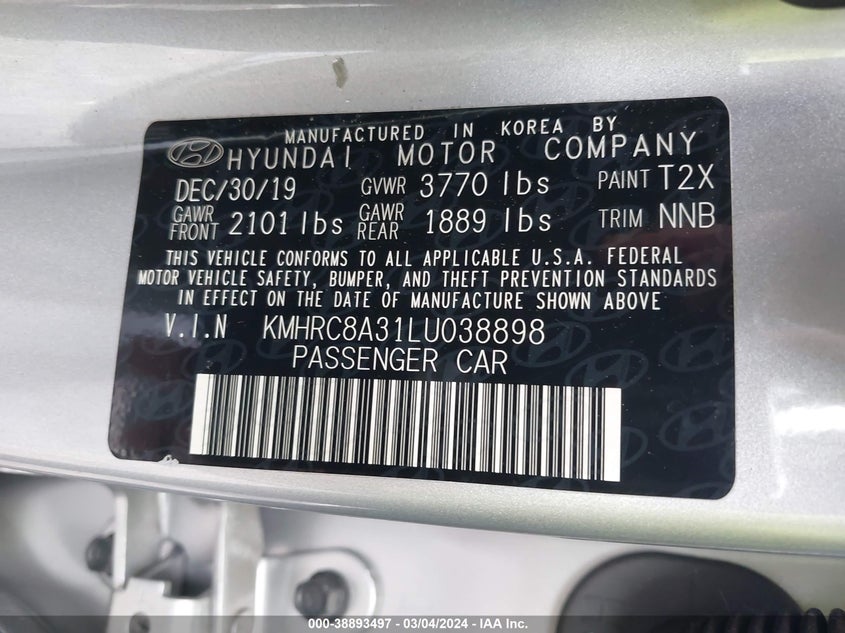 MANUFACTURED IN KOREA BY
HYUNDAI MOTOR COMPANY
DEC/30/19 GVWR 3770 lbs PAINT T2X
GAWR FRONT 2101 lbs GAWR REAR 1889 lbs TRIM NNB
THIS VEHICLE CONFORMS TO ALL APPLICABLE U.S.A. FEDERAL
MOTOR VEHICLE SAFETY, BUMPER, AND THEFT PREVENTION STANDARDS
IN EFFECT ON THE DATE OF MANUFACTURE SHOWN ABOVE
V.I.N KMHRC8A31LU038898
PASSENGER CAR
000-38893497 - 03/04/2024 - IAA Inc.